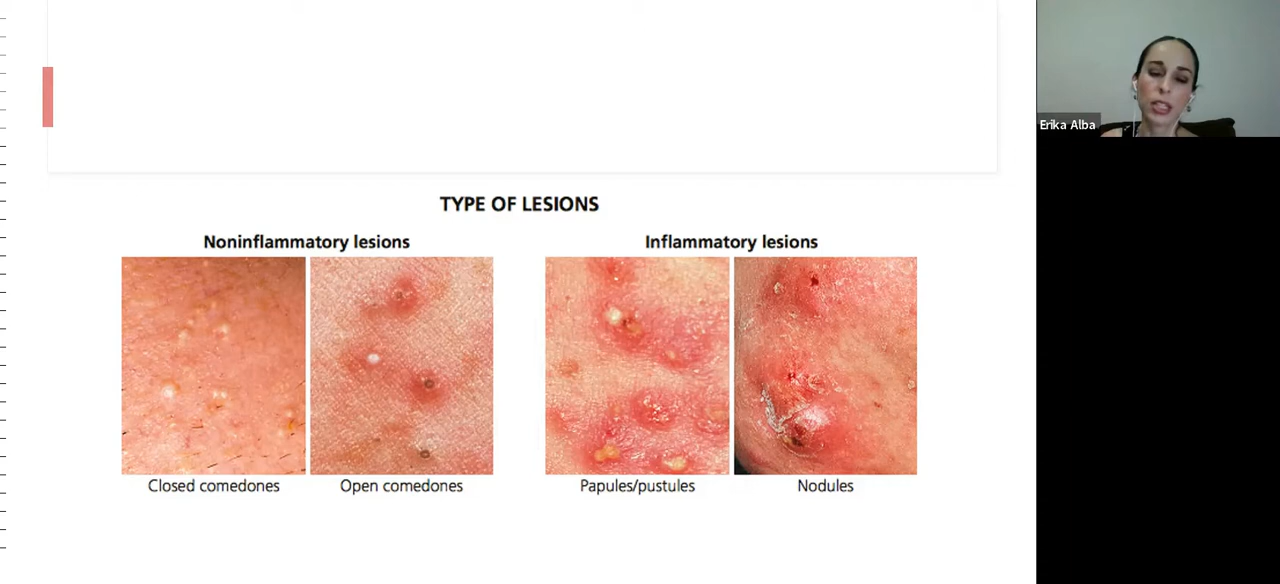 TYPE OF LESIONS
Noninflammatory lesions
Inflammatory lesions
Closed comedones
Open comedones
Papules/pustules
Nodules
Erika Alba